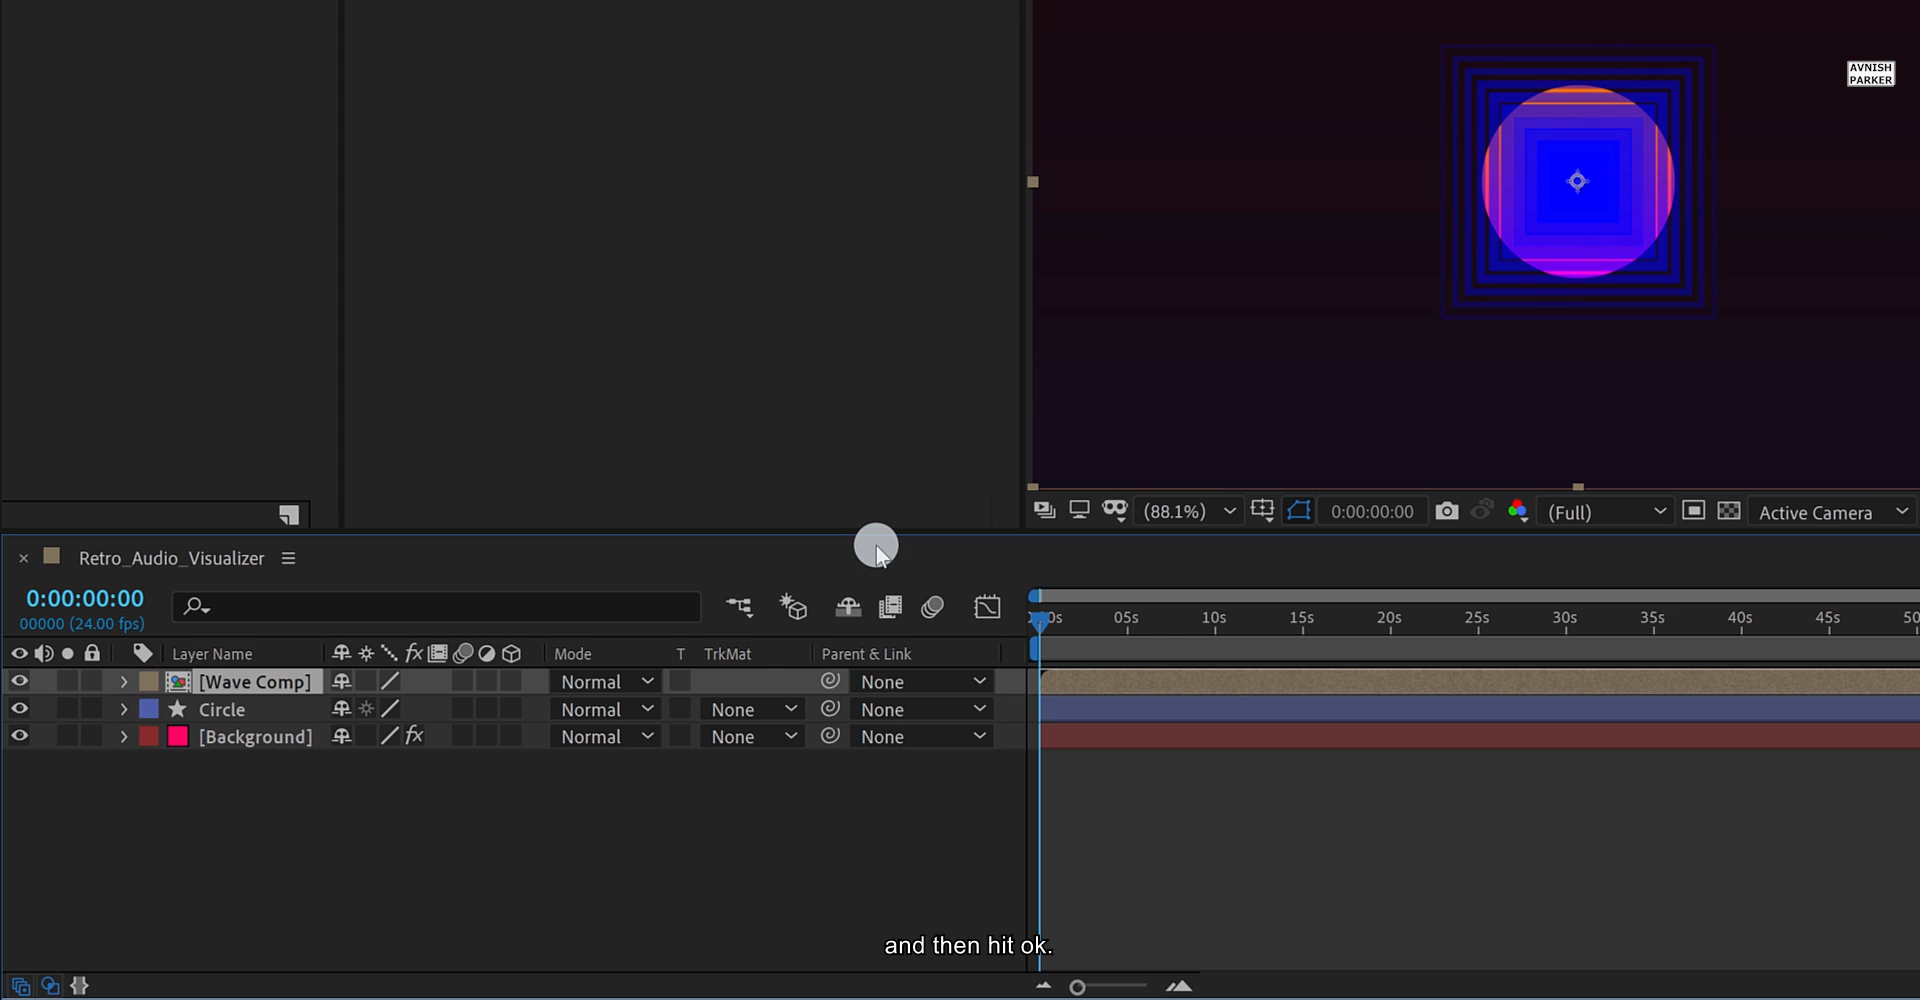 AVNISH
PARKER
(88.1%)
0:00:00:00
(Full)
Active Camera
Retro_Audio_Visualizer
0:00:00:00
00000 (24.00 fps)
05s 10s 15s 20s 25s 30s 35s 40s 45s
Layer Name fx Mode T TrkMat Parent & Link
[Wave Comp] Normal None
Circle Normal None None
[Background] fx Normal None None
and then hit ok.